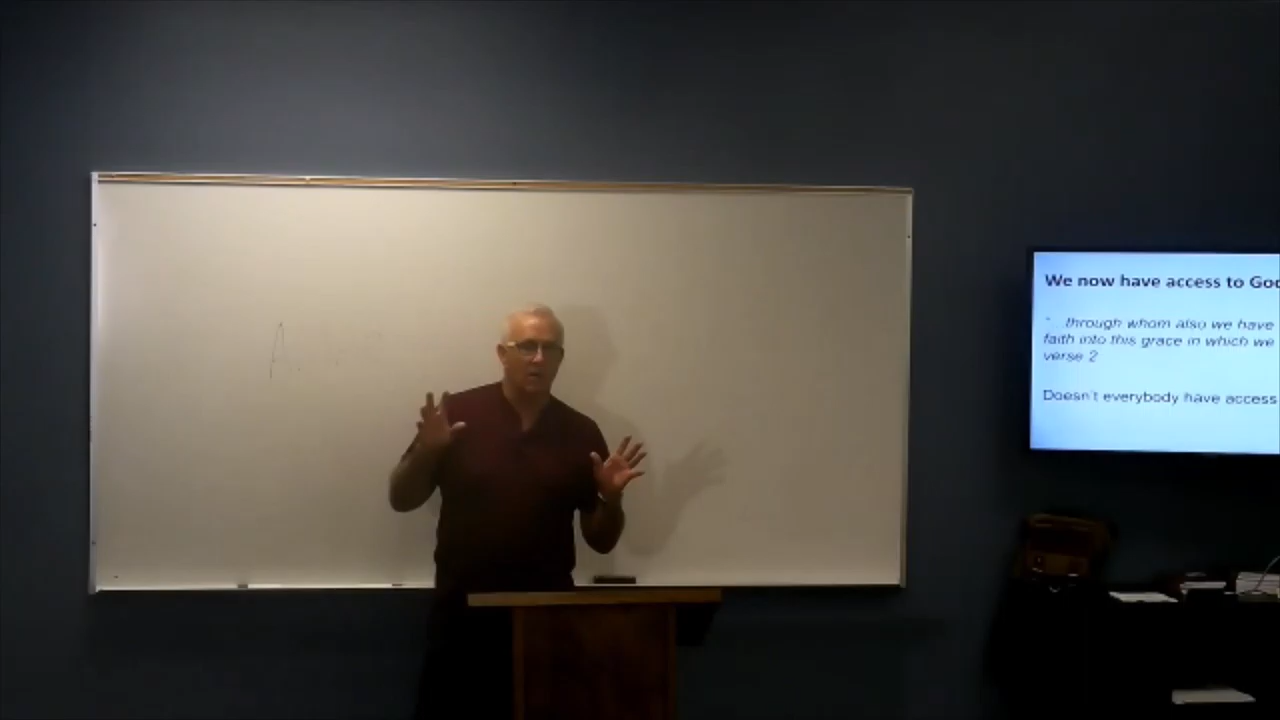 A
We now have access to God
"...through whom also we have
faith into this grace in which we
verse 2
Doesn't everybody have access